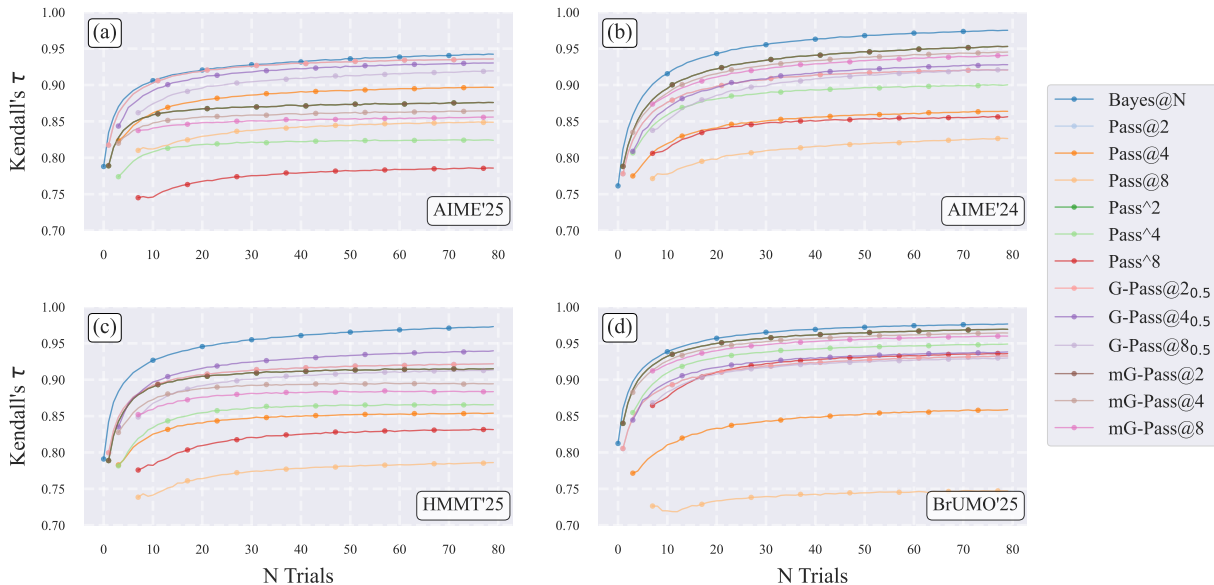 (a)
1.00
0.95
0.90
0.85
0.80
0.75
0.70
Kendall's τ
0 10 20 30 40 50 60 70 80
AIME'25
(b)
1.00
0.95
0.90
0.85
0.80
0.75
0.70
0 10 20 30 40 50 60 70 80
AIME'24
(c)
1.00
0.95
0.90
0.85
0.80
0.75
0.70
Kendall's τ
0 10 20 30 40 50 60 70 80
HMMT'25
N Trials
(d)
1.00
0.95
0.90
0.85
0.80
0.75
0.70
0 10 20 30 40 50 60 70 80
BrUMO'25
N Trials
Bayes@N
Pass@2
Pass@4
Pass@8
Pass^2
Pass^4
Pass^8
G-Pass@2₀.₅
G-Pass@4₀.₅
G-Pass@8₀.₅
mG-Pass@2
mG-Pass@4
mG-Pass@8